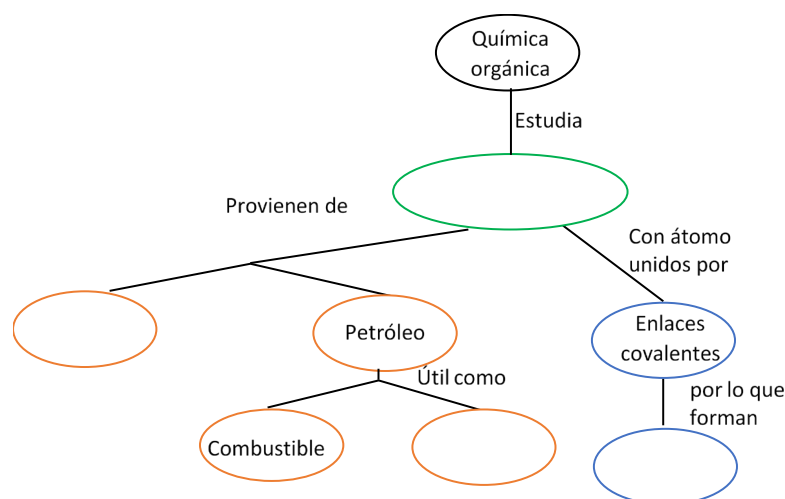 Química
orgánica
Estudia
Provienen de
Con átomo
unidos por
Petróleo
Enlaces
covalentes
Útil como
por lo que
forman
Combustible